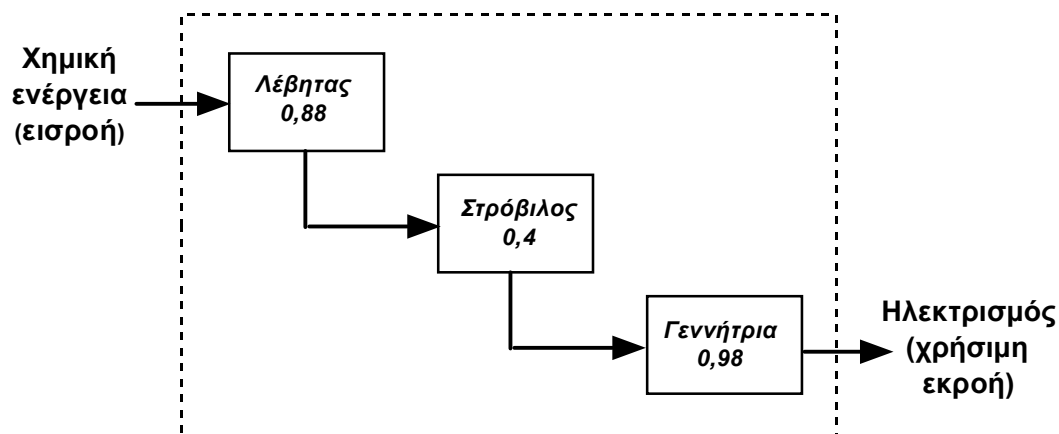 Χημική
ενέργεια
(εισροή)
Λέβητας
0,88
Στρόβιλος
0,4
Γεννήτρια
0,98
Ηλεκτρισμός
(χρήσιμη
εκροή)